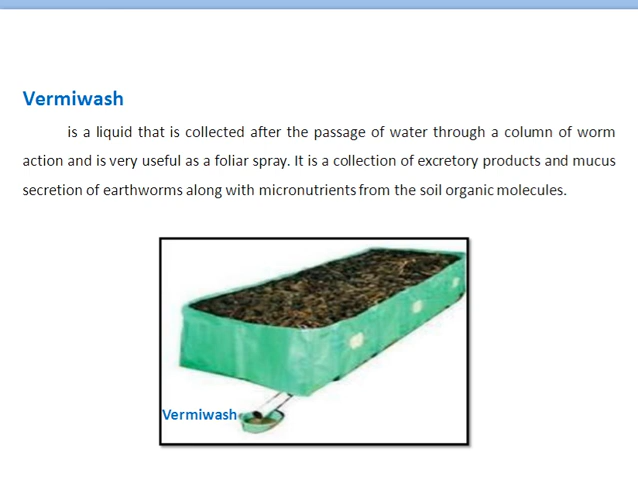 Vermiwash
is a liquid that is collected after the passage of water through a column of worm
action and is very useful as a foliar spray. It is a collection of excretory products and mucus
secretion of earthworms along with micronutrients from the soil organic molecules.
Vermiwash